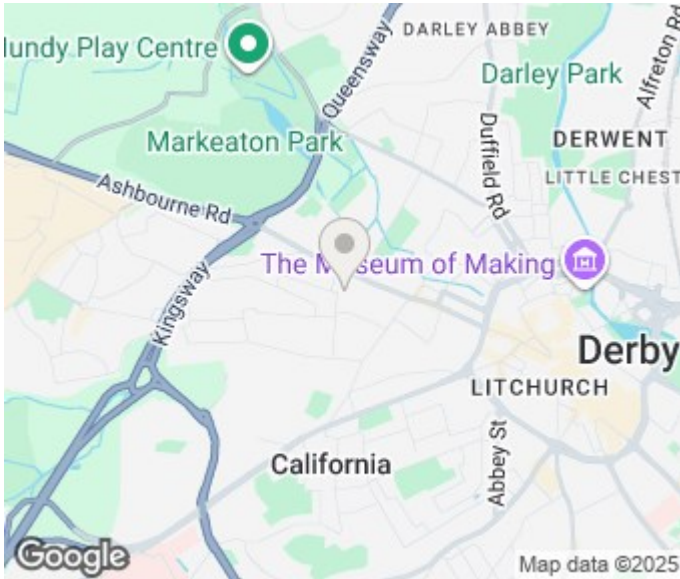 DARLEY ABBEY
Mundy Play Centre
Queensway
Alfreton Rd
Darley Park
Markeaton Park
Duffield Rd
DERWENT
LITTLE CHEST
Ashbourne Rd
The Museum of Making
Kingsway
Derby
LITCHURCH
Abbey St
California
Google
Map data ©2025